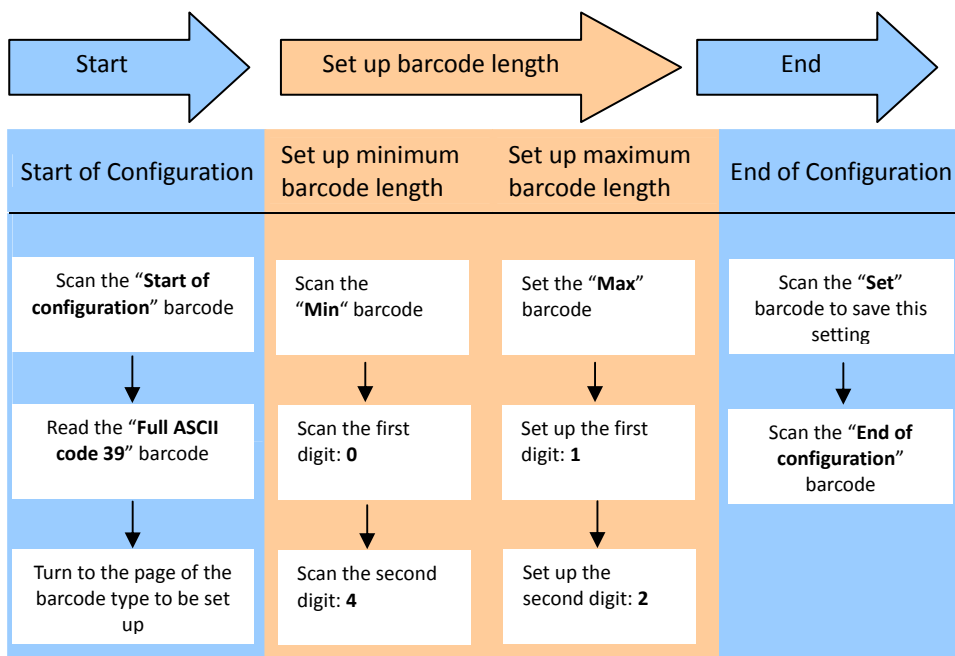 Start
Set up barcode length
End
Start of Configuration
Set up minimum
barcode length
Set up maximum
barcode length
End of Configuration
Scan the “Start of
configuration” barcode
Read the “Full ASCII
code 39” barcode
Turn to the page of the
barcode type to be set
up
Scan the
“Min“ barcode
Scan the first
digit: 0
Scan the second
digit: 4
Set the “Max”
barcode
Set up the first
digit: 1
Set up the
second digit: 2
Scan the “Set”
barcode to save this
setting
Scan the “End of
configuration”
barcode